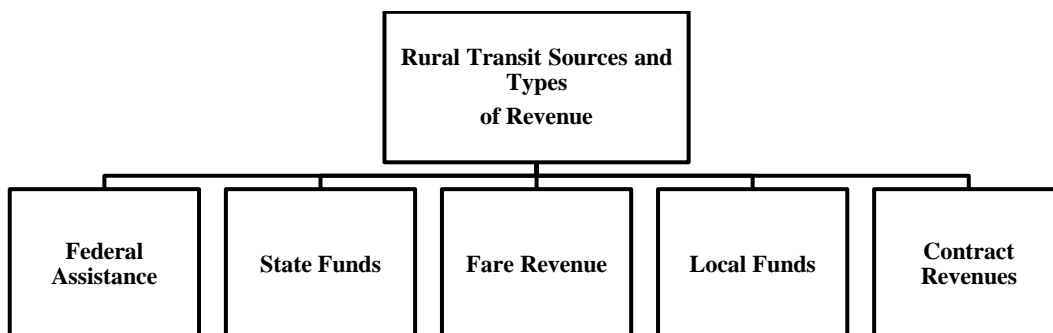 Rural Transit Sources and
Types
of Revenue
Federal
Assistance
State Funds
Fare Revenue
Local Funds
Contract
Revenues